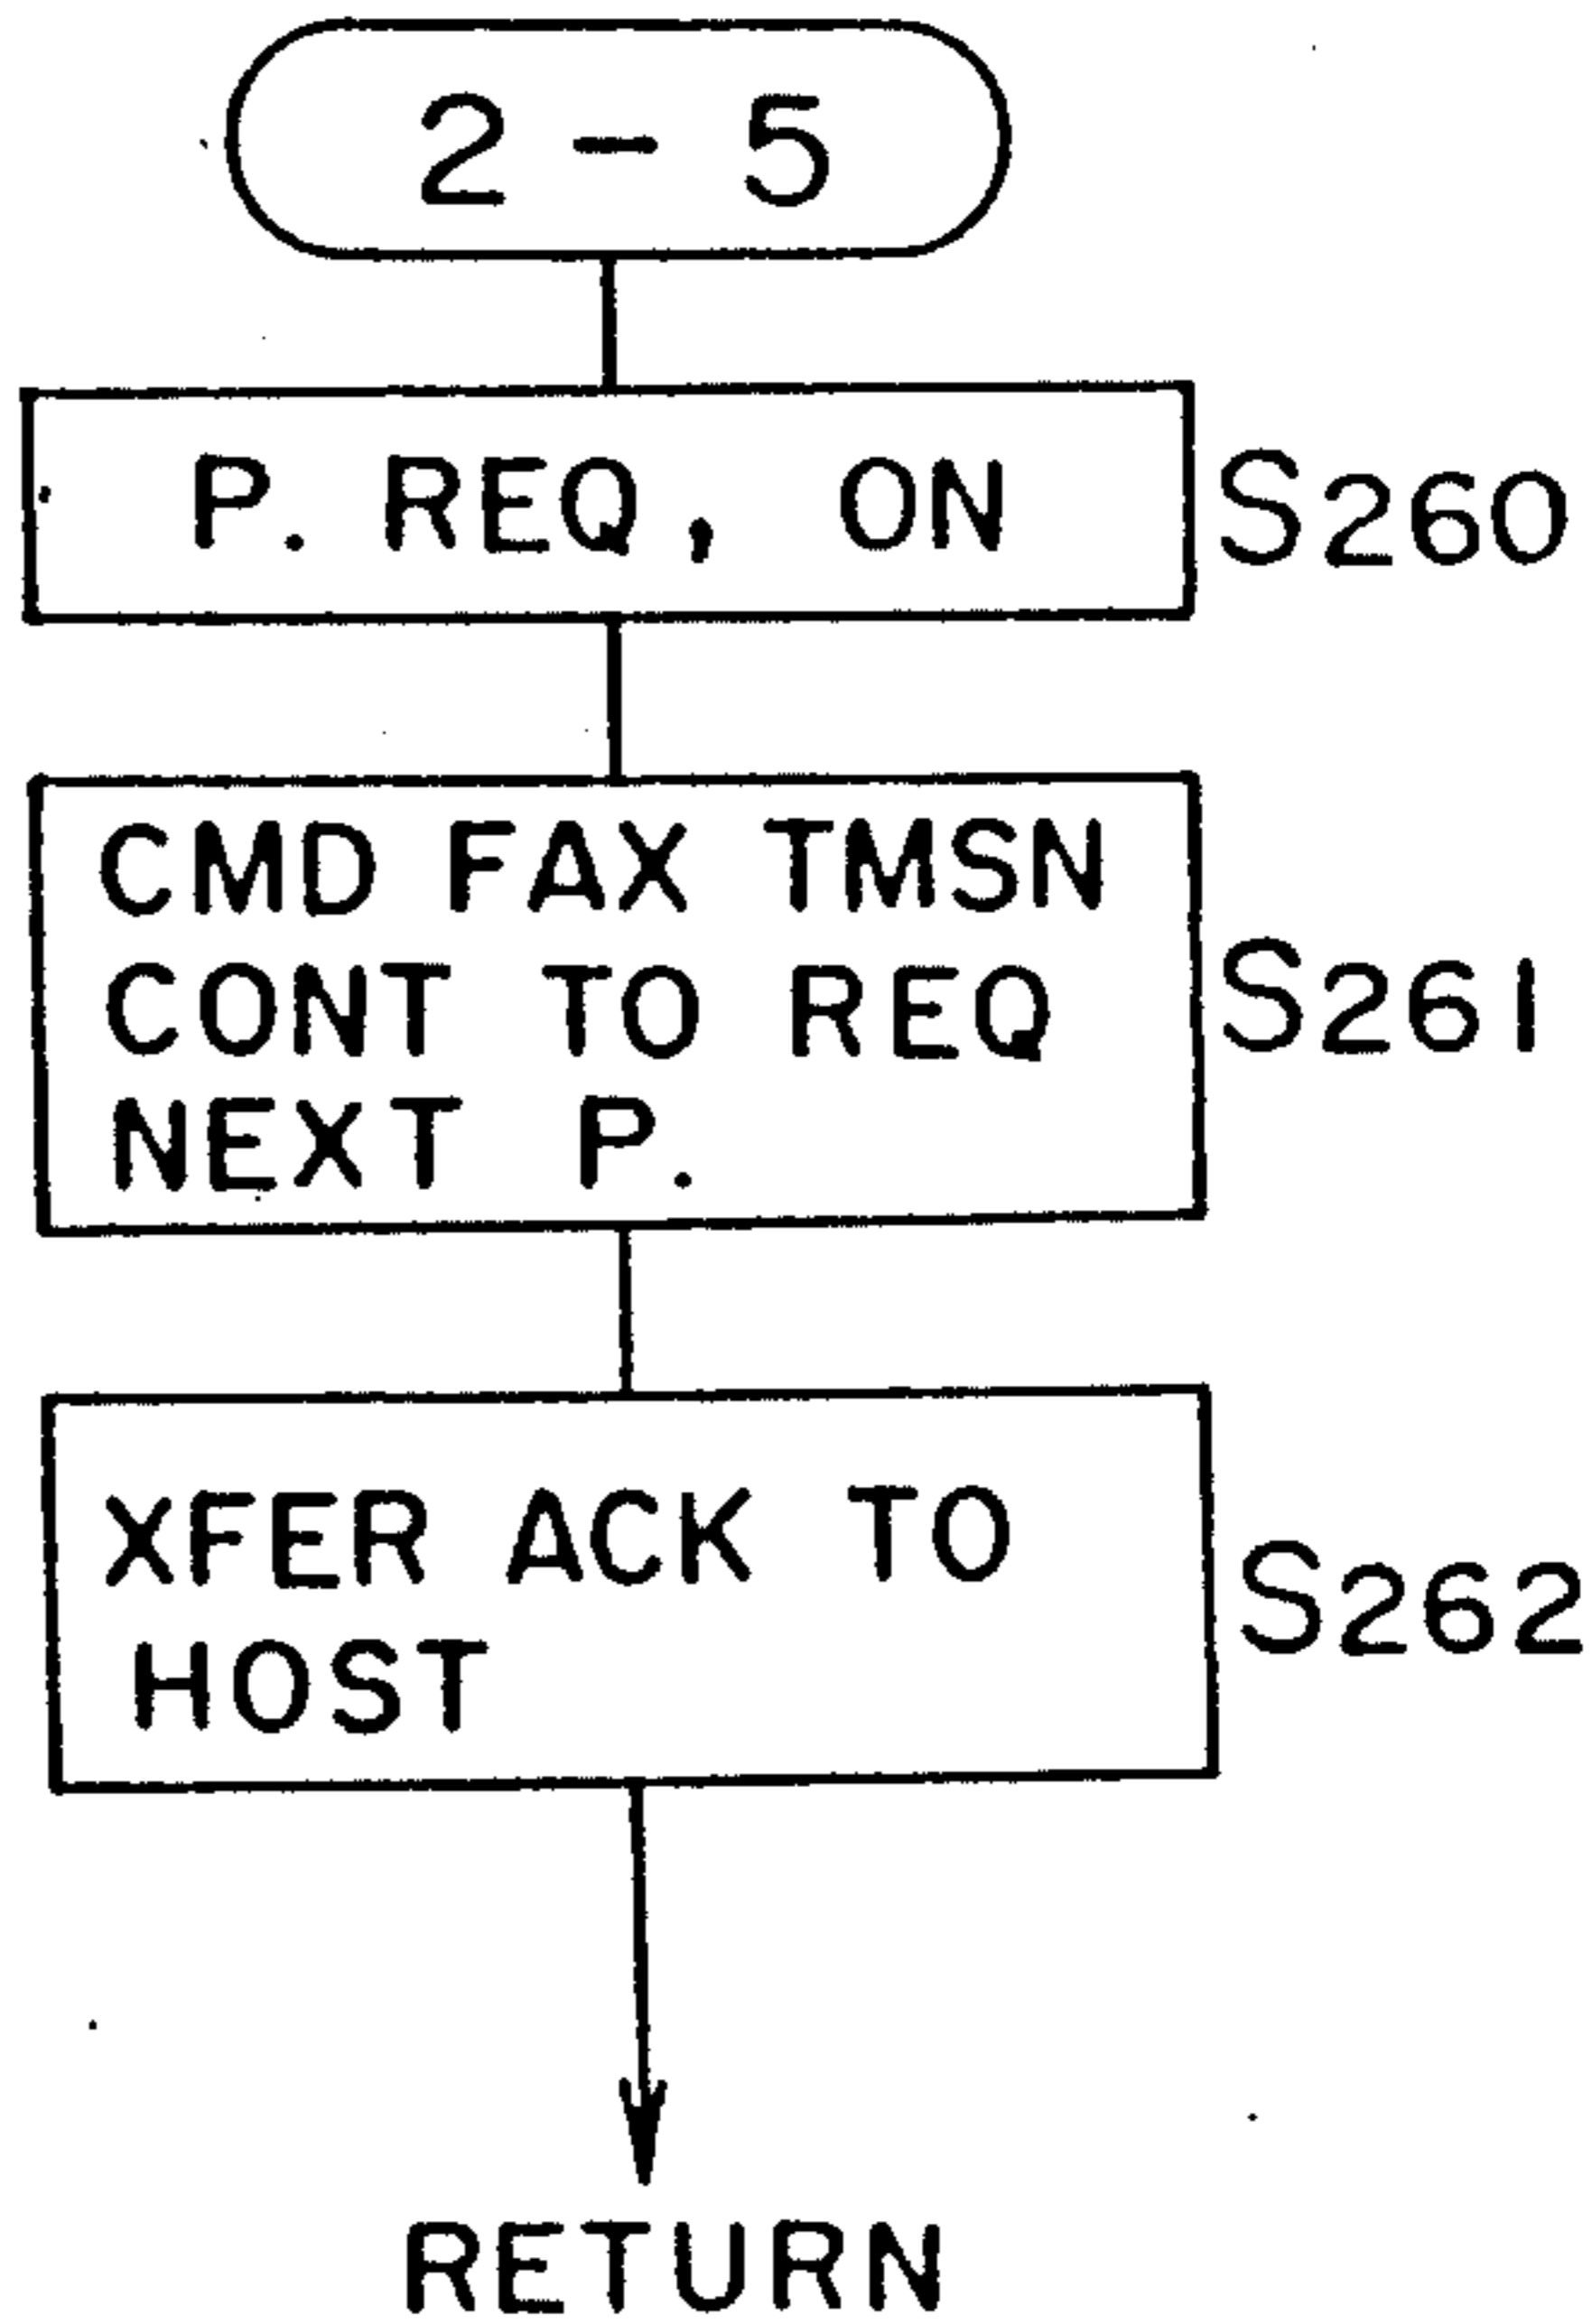 2-5
P. REQ, ON
S260
CMD FAX TMSN
CONT TO REQ
NEXT P.
S261
XFER ACK TO
HOST
S262
RETURN